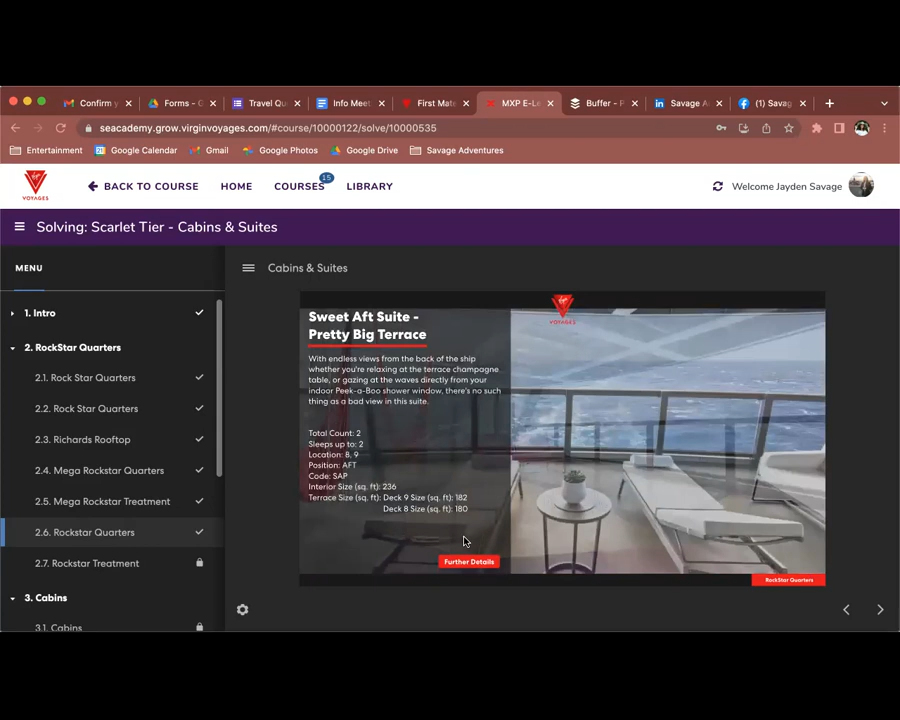 Confirm y
Forms - G
Travel Qu
Info Meet
First Mate
MXP E-Le
Buffer - P
Savage A
(1) Savag
seacademy.grow.virginvoyages.com/#course/10000122/solve/10000535
Entertainment
Google Calendar
Gmail
Google Photos
Google Drive
Savage Adventures
VOYAGES
BACK TO COURSE
HOME
COURSES
15
LIBRARY
Welcome Jayden Savage
Solving: Scarlet Tier - Cabins & Suites
MENU
Cabins & Suites
1. Intro
2. RockStar Quarters
2.1. Rock Star Quarters
2.2. Rock Star Quarters
2.3. Richards Rooftop
2.4. Mega Rockstar Quarters
2.5. Mega Rockstar Treatment
2.6. Rockstar Quarters
2.7. Rockstar Treatment
3. Cabins
3.1. Cabins
VOYAGES
Sweet Aft Suite -
Pretty Big Terrace
With endless views from the back of the ship
whether you're relaxing at the terrace champagne
table, or gazing at the waves directly from your
indoor Peek-a-Boo shower window, there's no such
thing as a bad view in this suite.
Total Count: 2
Sleeps up to: 2
Location: 8, 9
Position: AFT
Code: SAP
Interior Size (sq. ft): 236
Terrace Size (sq. ft): Deck 9 Size (sq. ft): 182
Deck 8 Size (sq. ft): 180
Further Details
RockStar Quarters